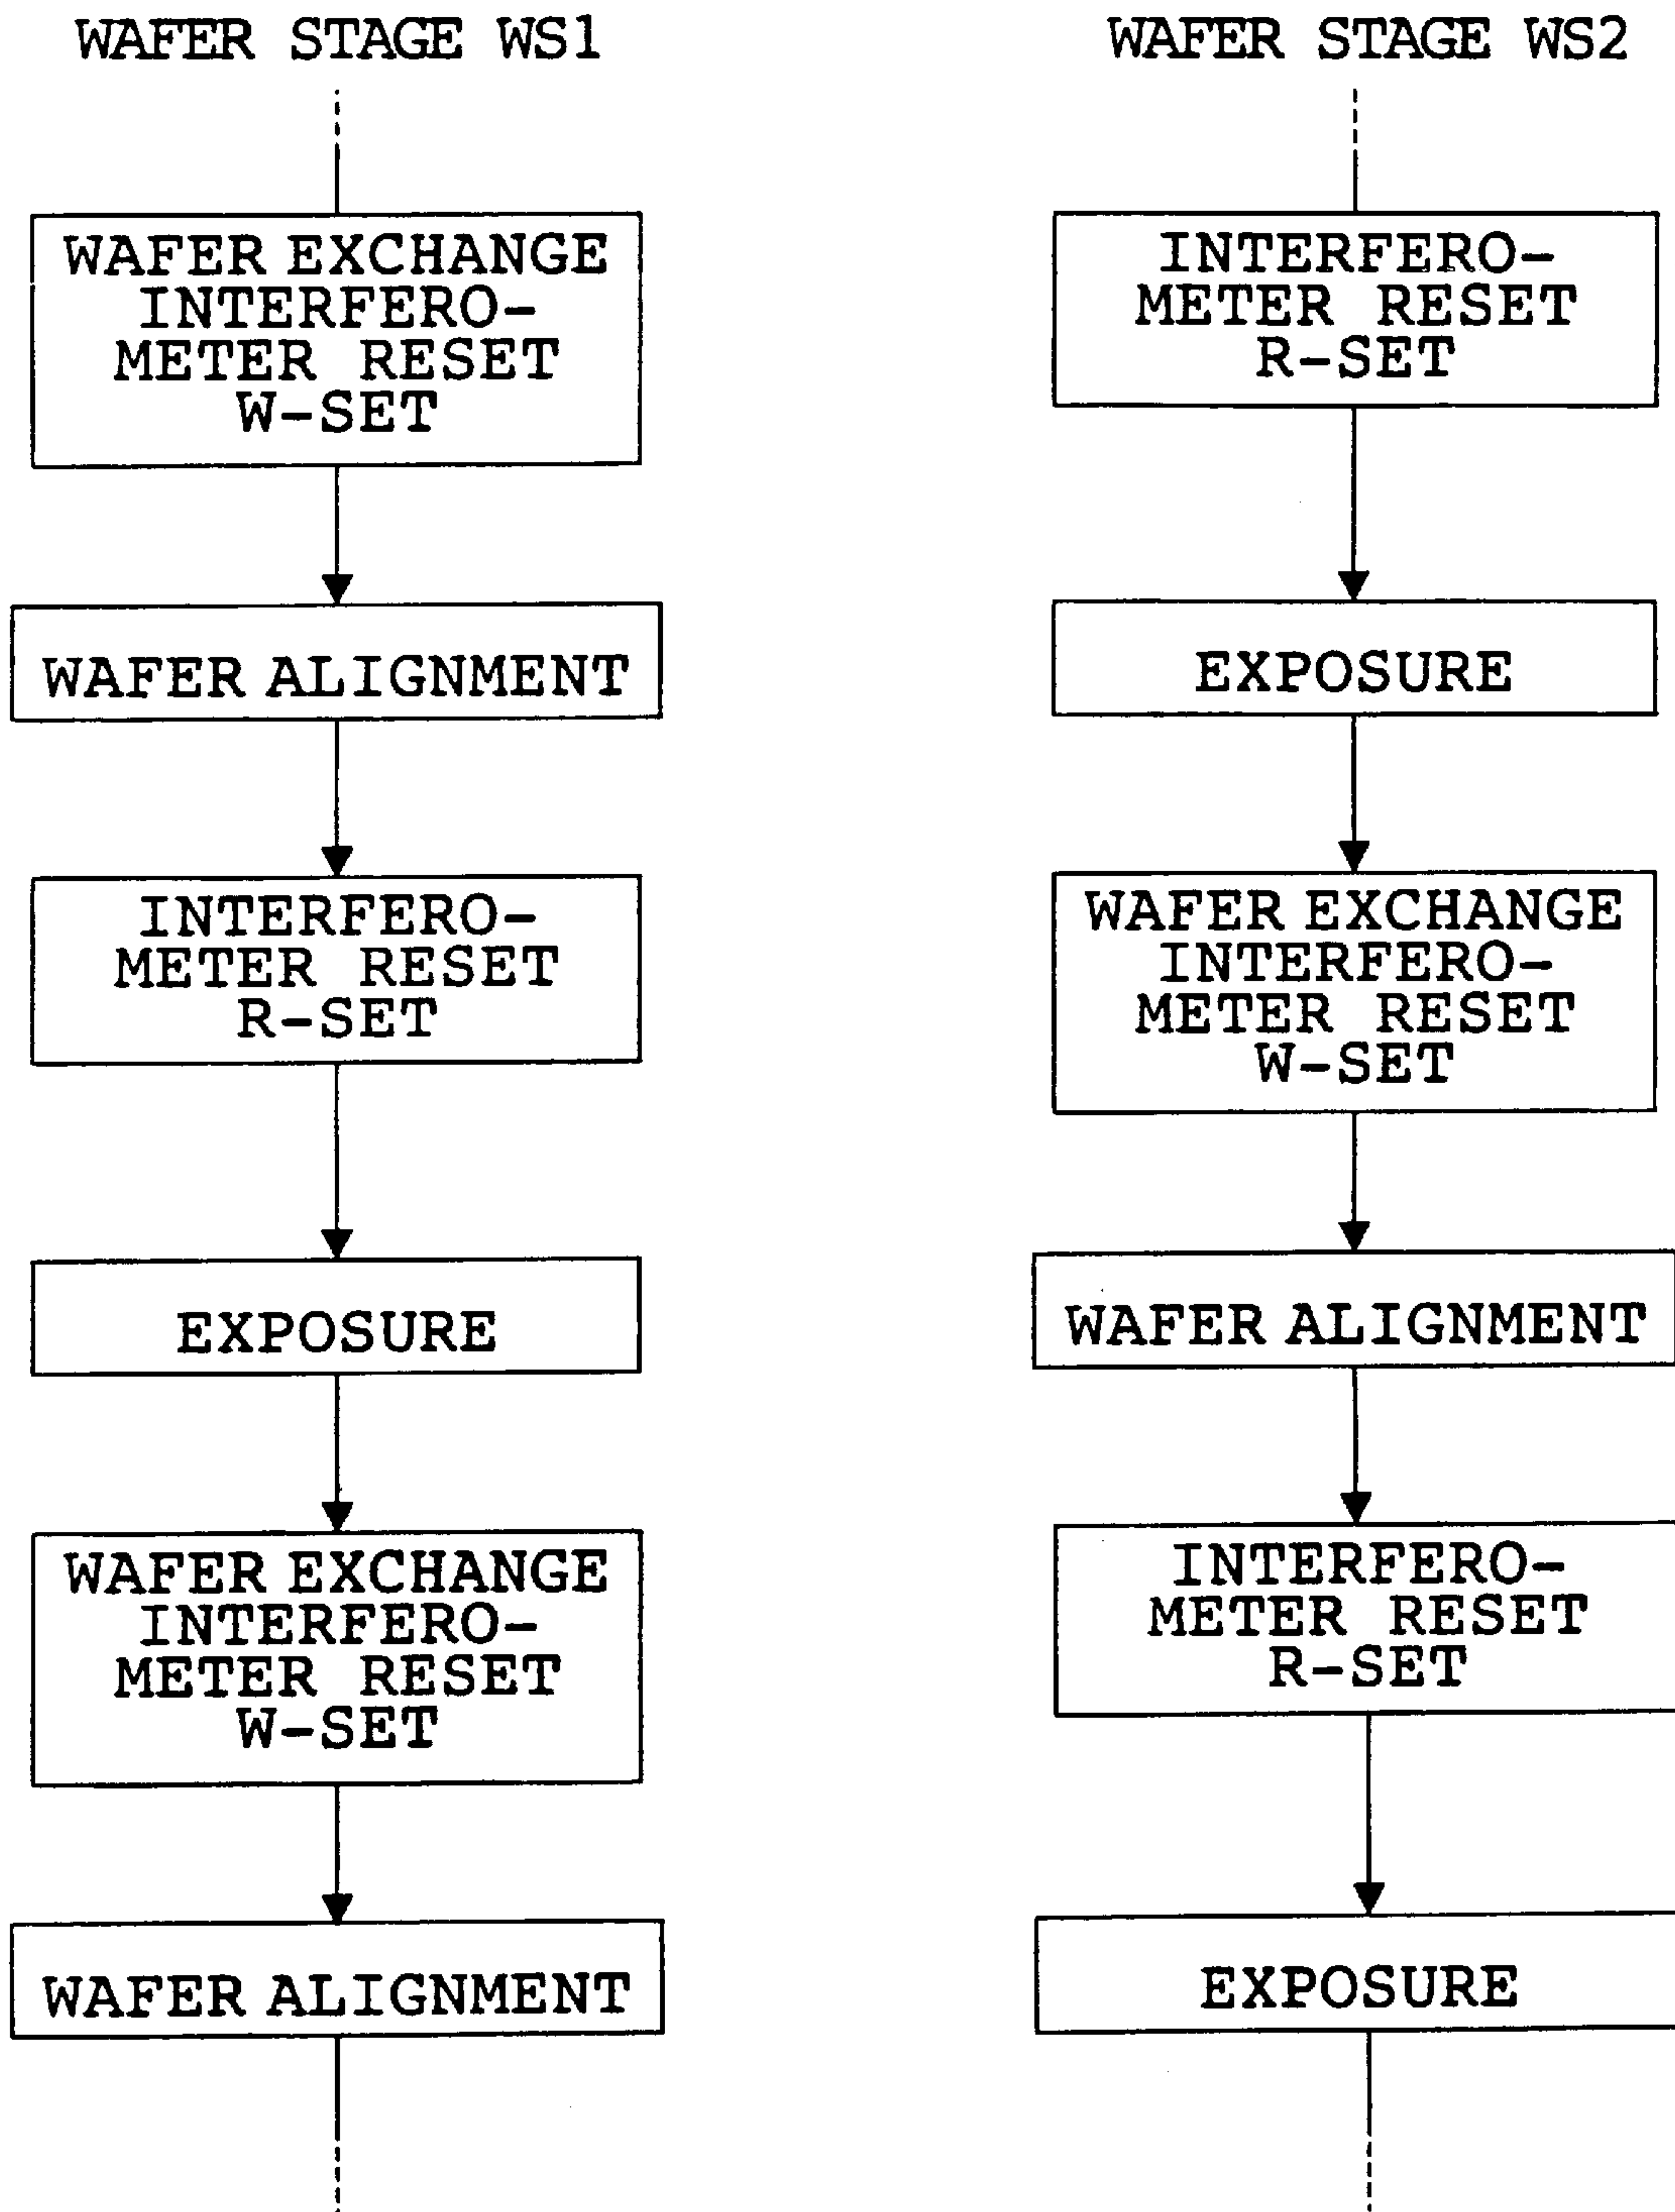 WAFER STAGE WS1
WAFER EXCHANGE
INTERFERO-
METER RESET
W-SET
WAFER ALIGNMENT
INTERFERO-
METER RESET
R-SET
EXPOSURE
WAFER EXCHANGE
INTERFERO-
METER RESET
W-SET
WAFER ALIGNMENT
WAFER STAGE WS2
INTERFERO-
METER RESET
R-SET
EXPOSURE
WAFER EXCHANGE
INTERFERO-
METER RESET
W-SET
WAFER ALIGNMENT
INTERFERO-
METER RESET
R-SET
EXPOSURE